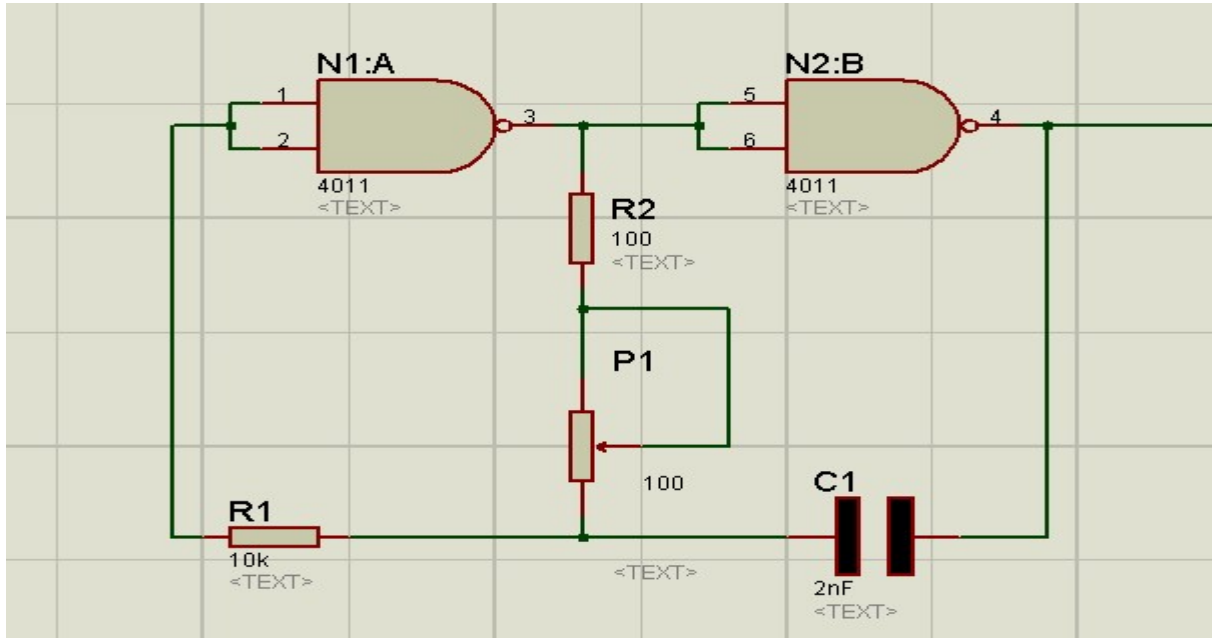 N1:A
1
2
3
4011
<TEXT>
N2:B
5
6
4
4011
<TEXT>
R2
100
<TEXT>
P1
100
R1
10k
<TEXT>
<TEXT>
C1
2nF
<TEXT>